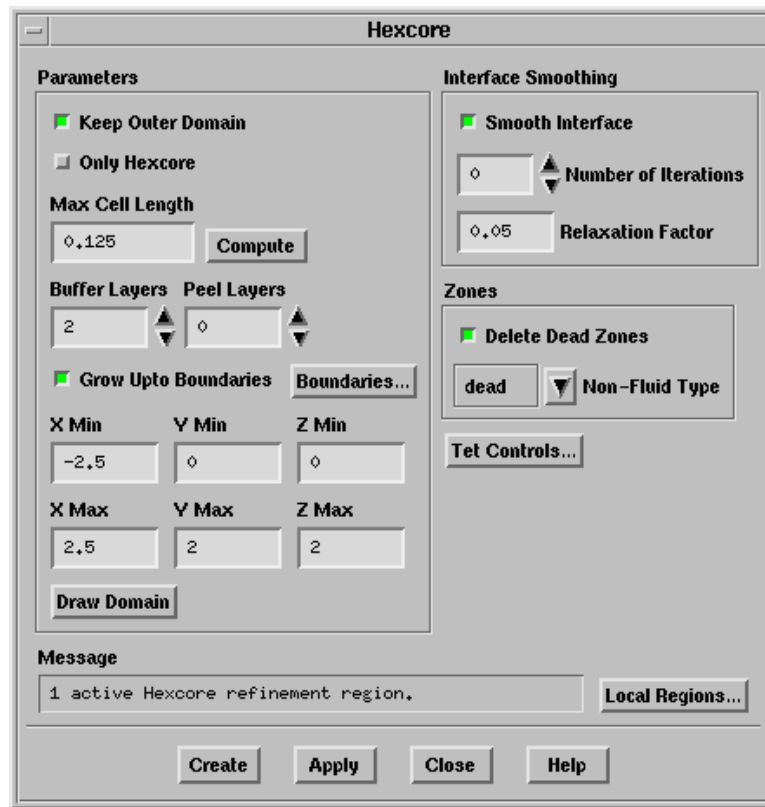 Hexcore
Parameters
Keep Outer Domain
Only Hexcore
Max Cell Length
0.125 Compute
Buffer Layers Peel Layers
2 0
Grow Upto Boundaries Boundaries...
X Min Y Min Z Min
-2.5 0 0
X Max Y Max Z Max
2.5 2 2
Draw Domain
Interface Smoothing
Smooth Interface
0 Number of Iterations
0.05 Relaxation Factor
Zones
Delete Dead Zones
dead Non-Fluid Type
Tet Controls...
Message
1 active Hexcore refinement region. Local Regions...
Create Apply Close Help